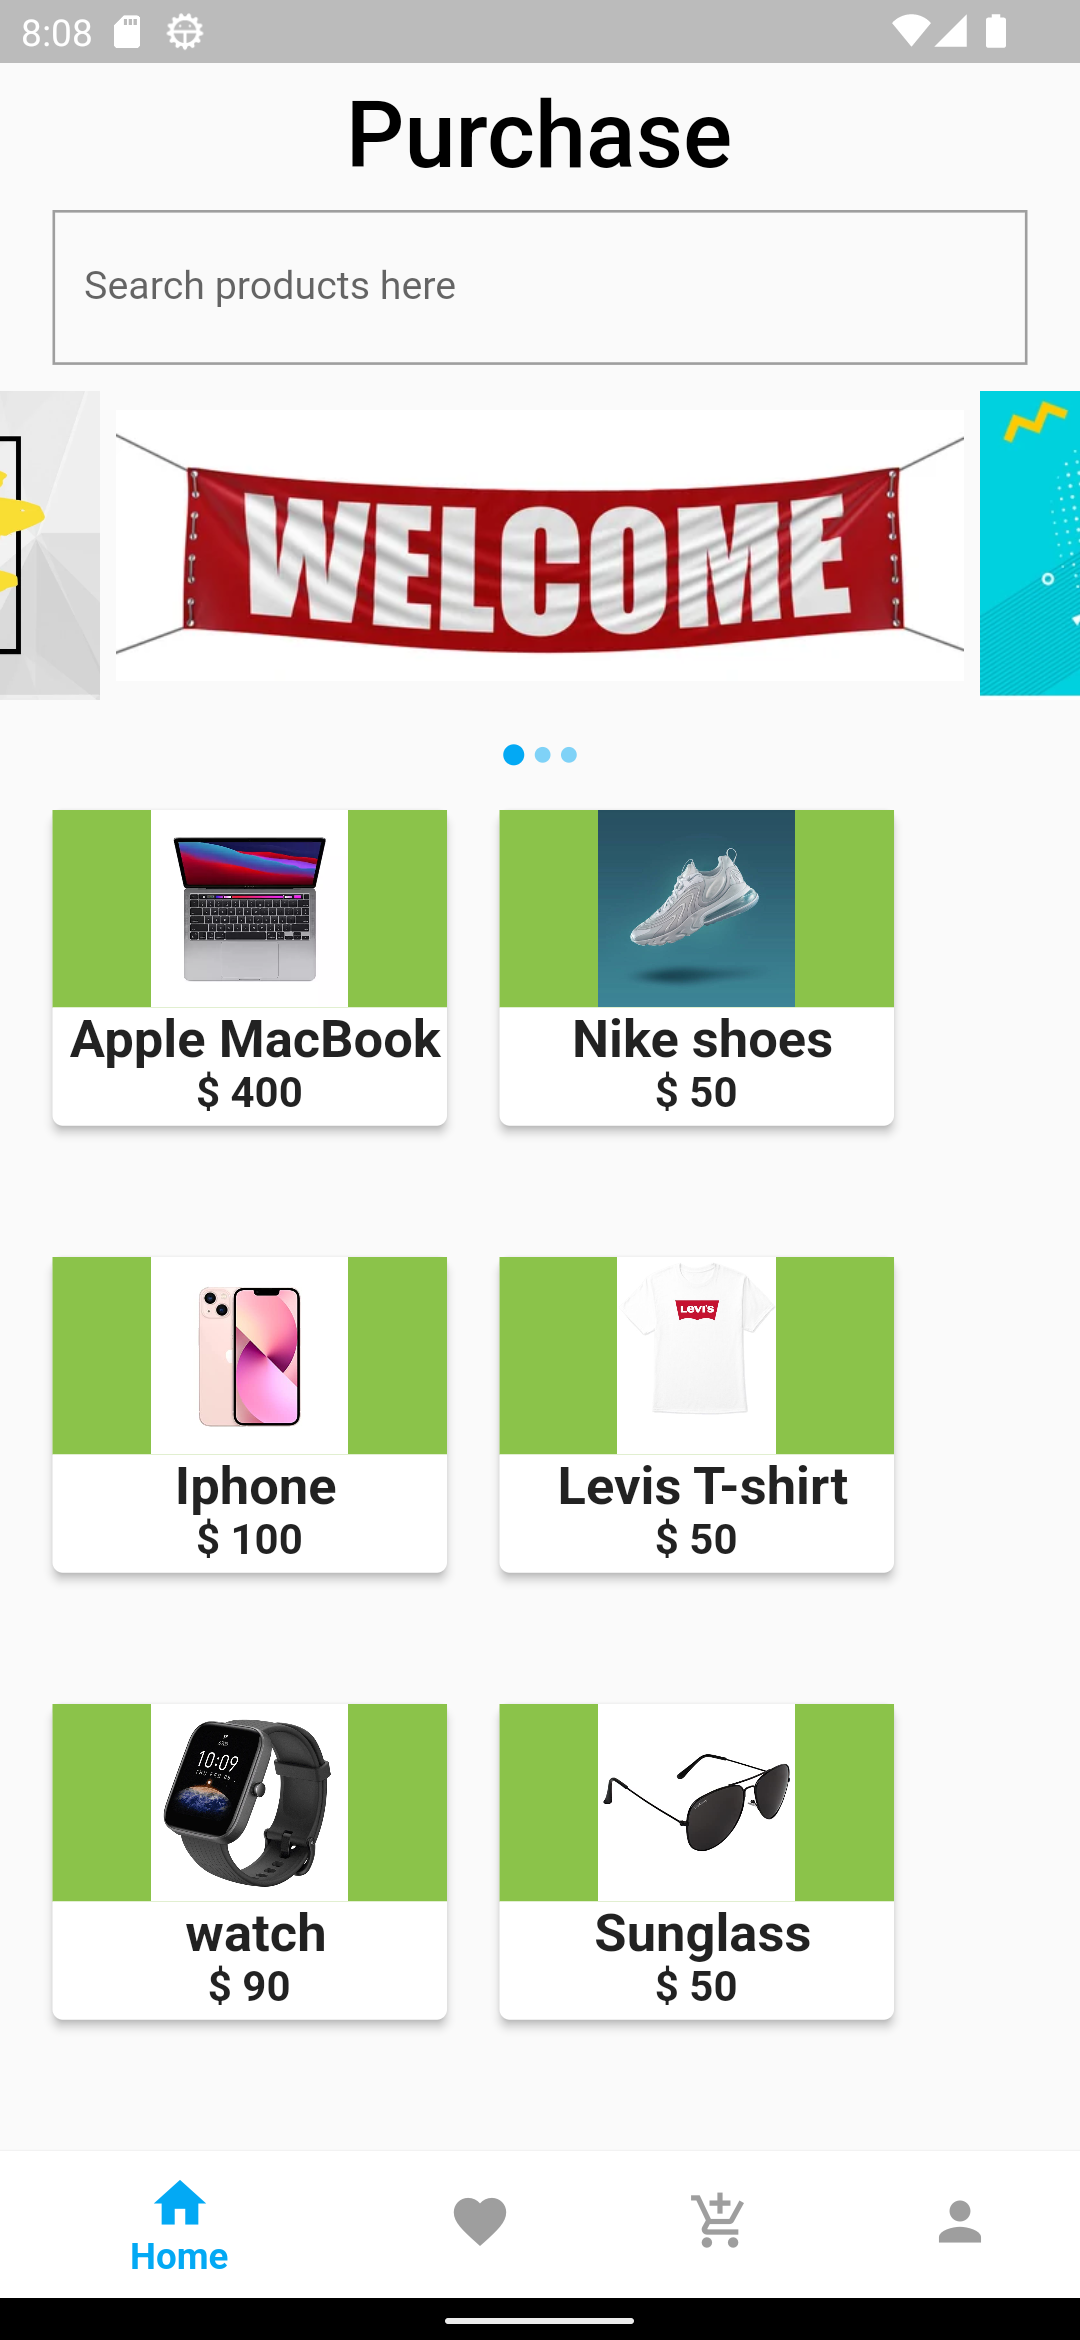 8:08
Purchase
Search products here
WELCOME
Apple MacBook
$ 400
Nike shoes
$ 50
Levi's
Iphone
$ 100
Levis T-shirt
$ 50
10:09
watch
$ 90
Sunglass
$ 50
Home